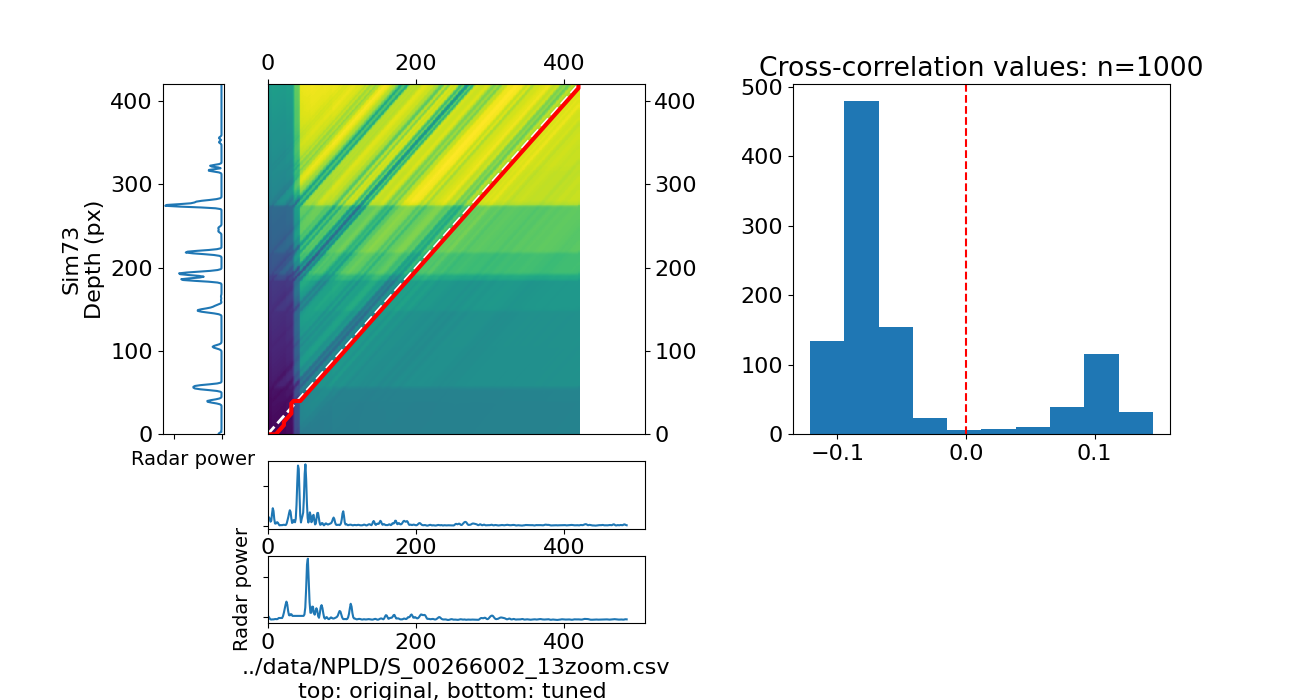 0 200 400
Cross-correlation values: n=1000
400 300 200 100 0
Sim73
Depth (px)
Radar power
400 300 200 100 0
500 400 300 200 100 0
−0.1 0.0 0.1
0 200 400
Radar power
0 200 400
../data/NPLD/S_00266002_13zoom.csv
top: original, bottom: tuned